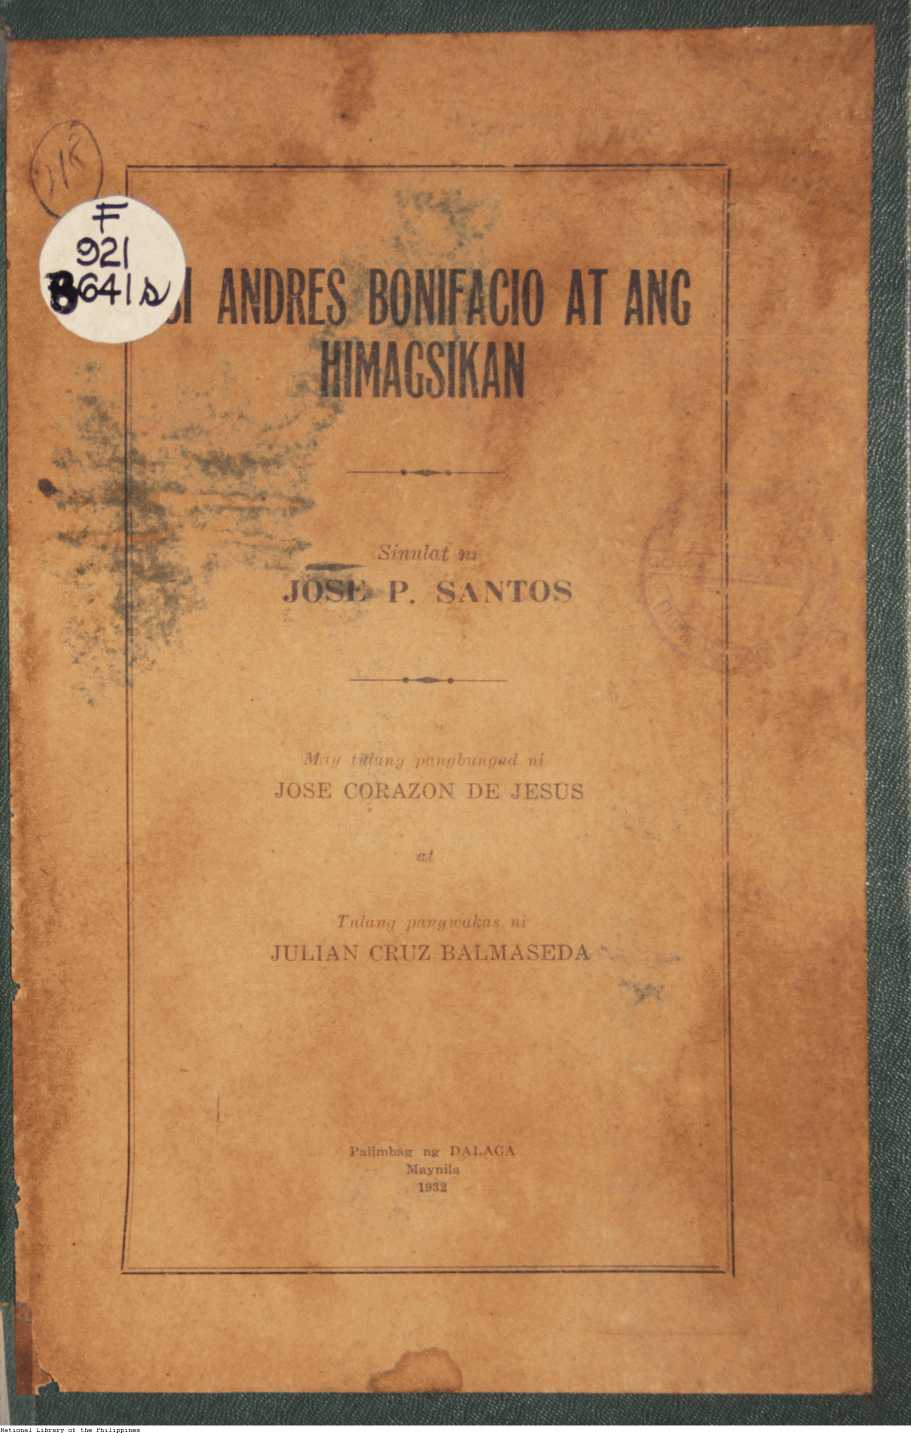 F
921
B641s
SI ANDRES BONIFACIO AT ANG
HIMAGSIKAN
Sinulat ni
JOSE P. SANTOS
May tulang pangbungad ni
JOSE CORAZON DE JESUS
at
Tulang pangwakas ni
JULIAN CRUZ BALMASEDA
Palimbag ng DALAGA
Maynila
1932
National Library of the Philippines